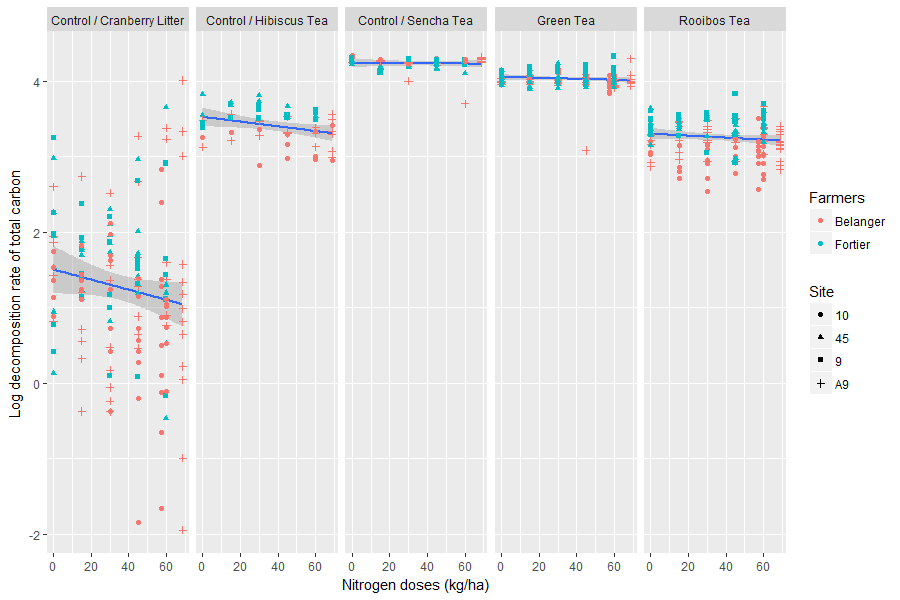 Control / Cranberry Litter
Control / Hibiscus Tea
Control / Sencha Tea
Green Tea
Rooibos Tea
Log decomposition rate of total carbon
4
2
0
-2
0 20 40 60
0 20 40 60
0 20 40 60
0 20 40 60
0 20 40 60
Nitrogen doses (kg/ha)
Farmers
Belanger
Fortier
Site
10
45
9
A9